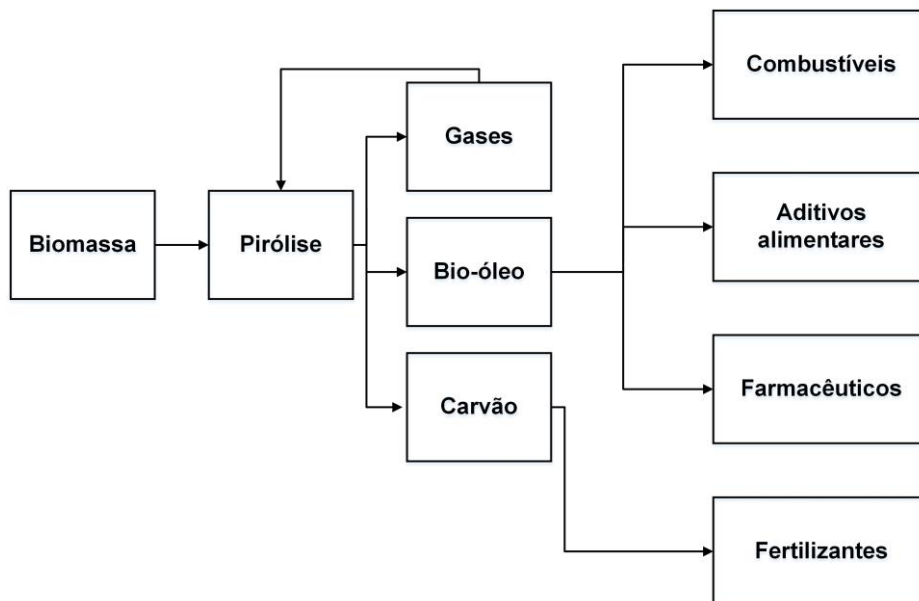 Combustíveis
Gases
Aditivos
alimentares
Biomassa
Pirólise
Bio-óleo
Farmacêuticos
Carvão
Fertilizantes